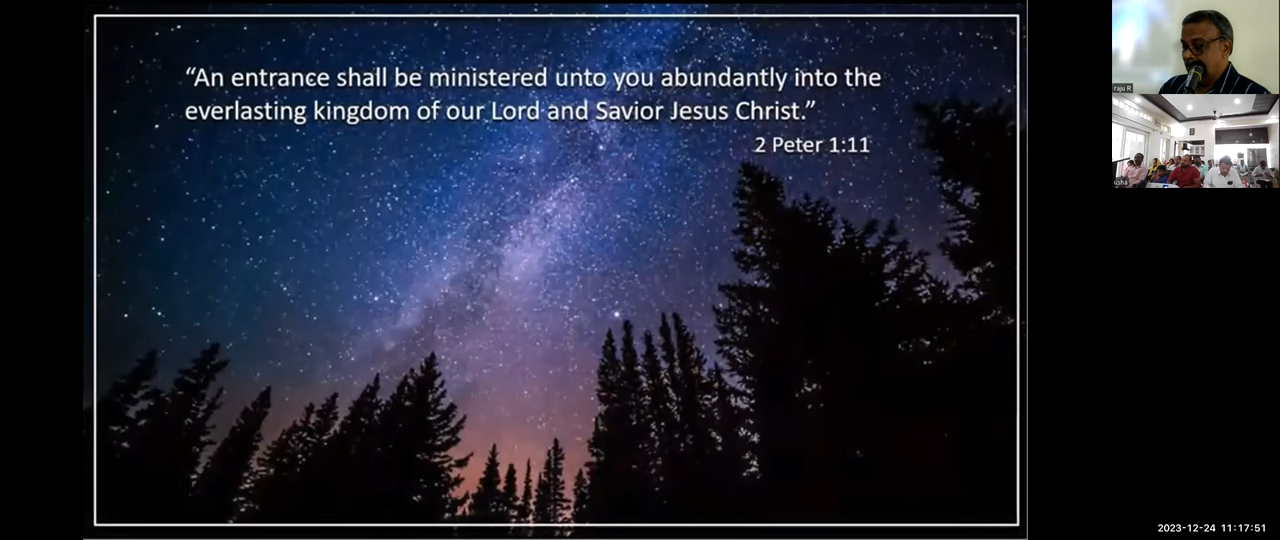 “An entrance shall be ministered unto you abundantly into the
everlasting kingdom of our Lord and Savior Jesus Christ.”
2 Peter 1:11
raju R
usha
2023-12-24 11:17:51